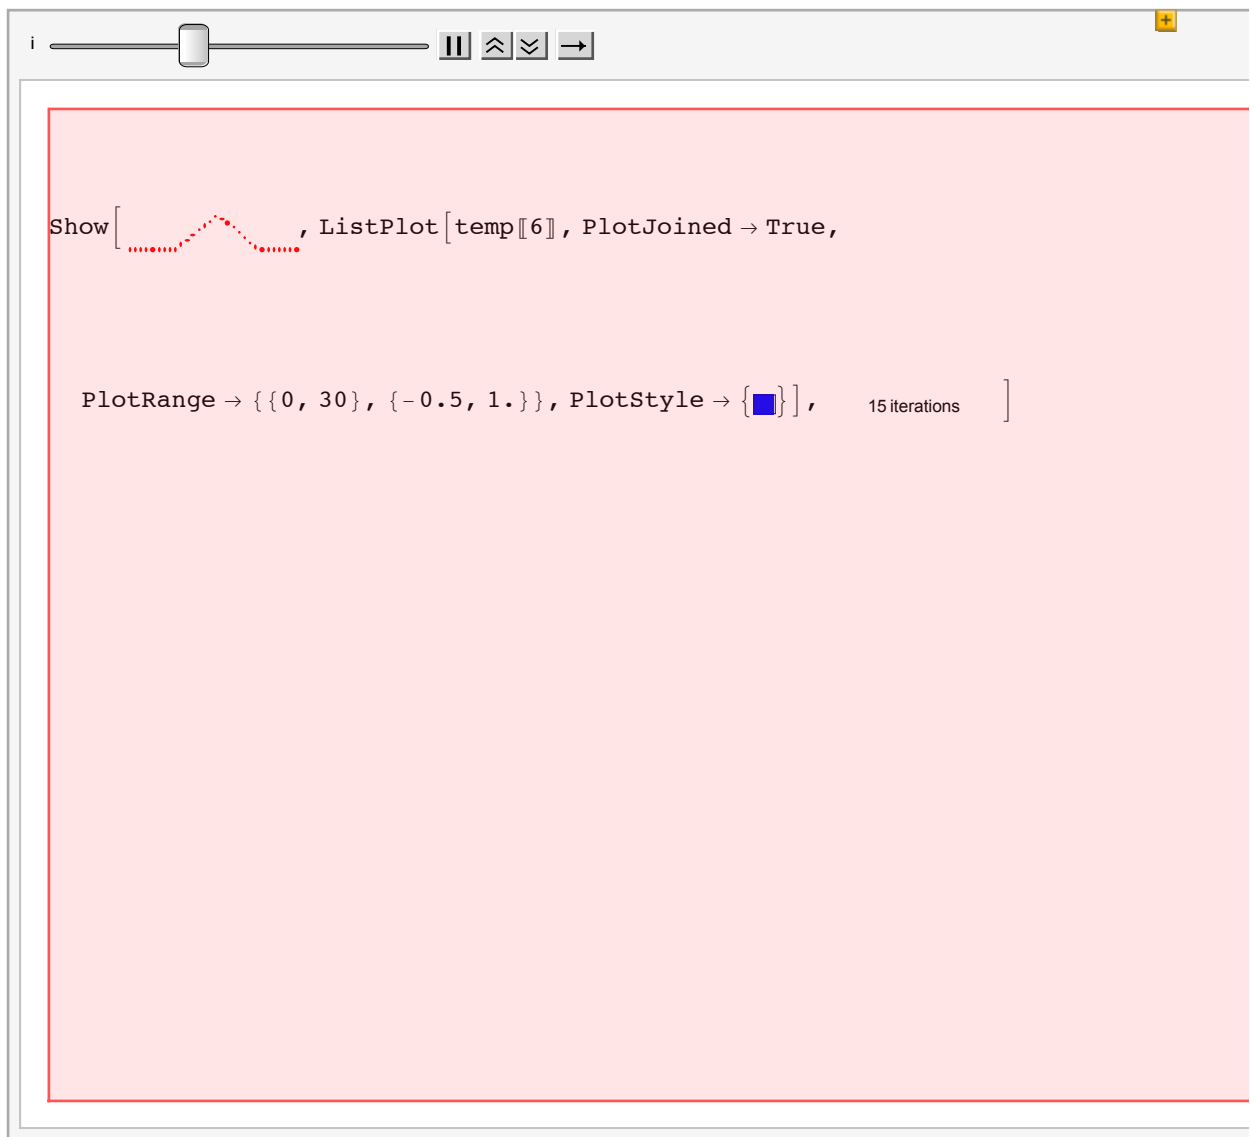 i
Show[ , ListPlot[temp〚6〛, PlotJoined → True,
PlotRange → {{0, 30}, {-0.5, 1.}}, PlotStyle → {■}], 15 iterations ]